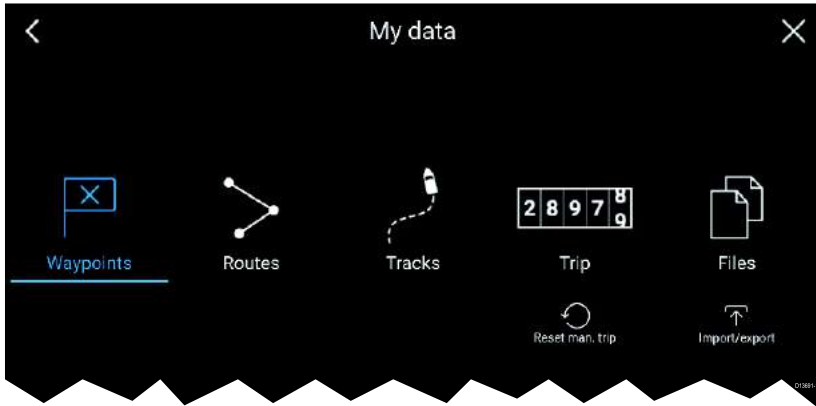 My data
2 8 9 7 8
9
Waypoints
Routes
Tracks
Trip
Files
Reset man. trip
Import/export